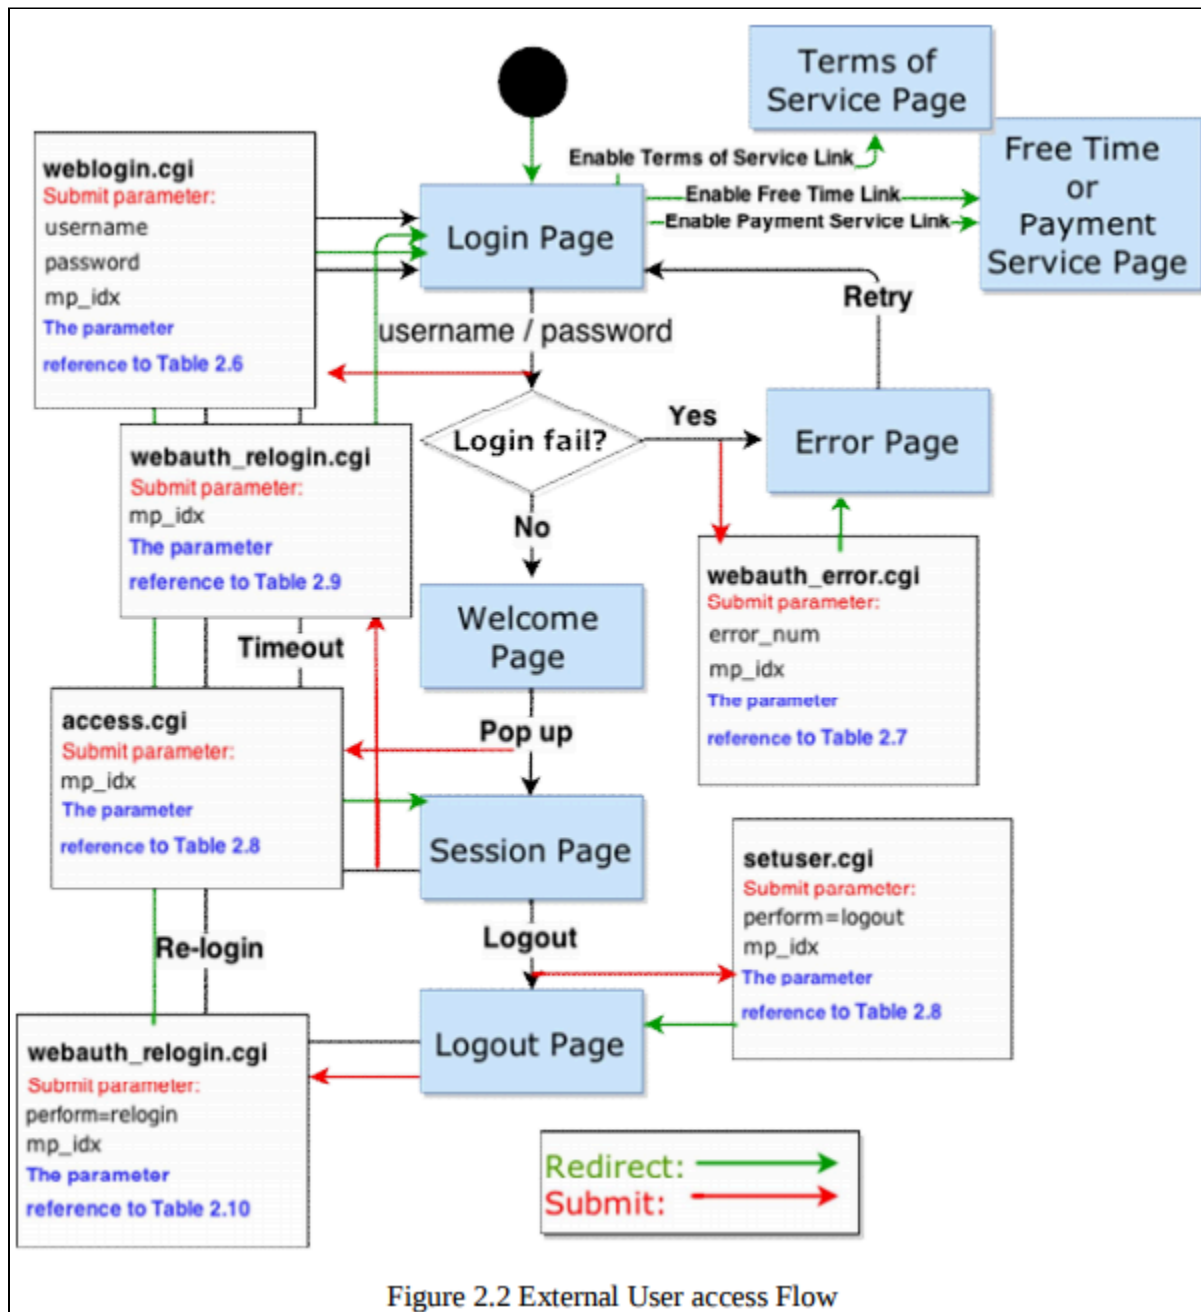 Terms of
Service Page
Free Time
or
Payment
Service Page
Enable Terms of Service Link
Enable Free Time Link
Enable Payment Service Link
weblogin.cgi
Submit parameter:
username
password
mp_idx
The parameter
reference to Table 2.6
Login Page
Retry
username / password
Login fail?
Yes
Error Page
webauth_relogin.cgi
Submit parameter:
mp_idx
The parameter
reference to Table 2.9
No
webauth_error.cgi
Submit parameter:
error_num
mp_idx
The parameter
reference to Table 2.7
Welcome
Page
Timeout
Pop up
access.cgi
Submit parameter:
mp_idx
The parameter
reference to Table 2.8
Session Page
setuser.cgi
Submit parameter:
perform=logout
mp_idx
The parameter
reference to Table 2.8
Logout
Re-login
Logout Page
webauth_relogin.cgi
Submit parameter:
perform=relogin
mp_idx
The parameter
reference to Table 2.10
Redirect:
Submit:
Figure 2.2 External User access Flow